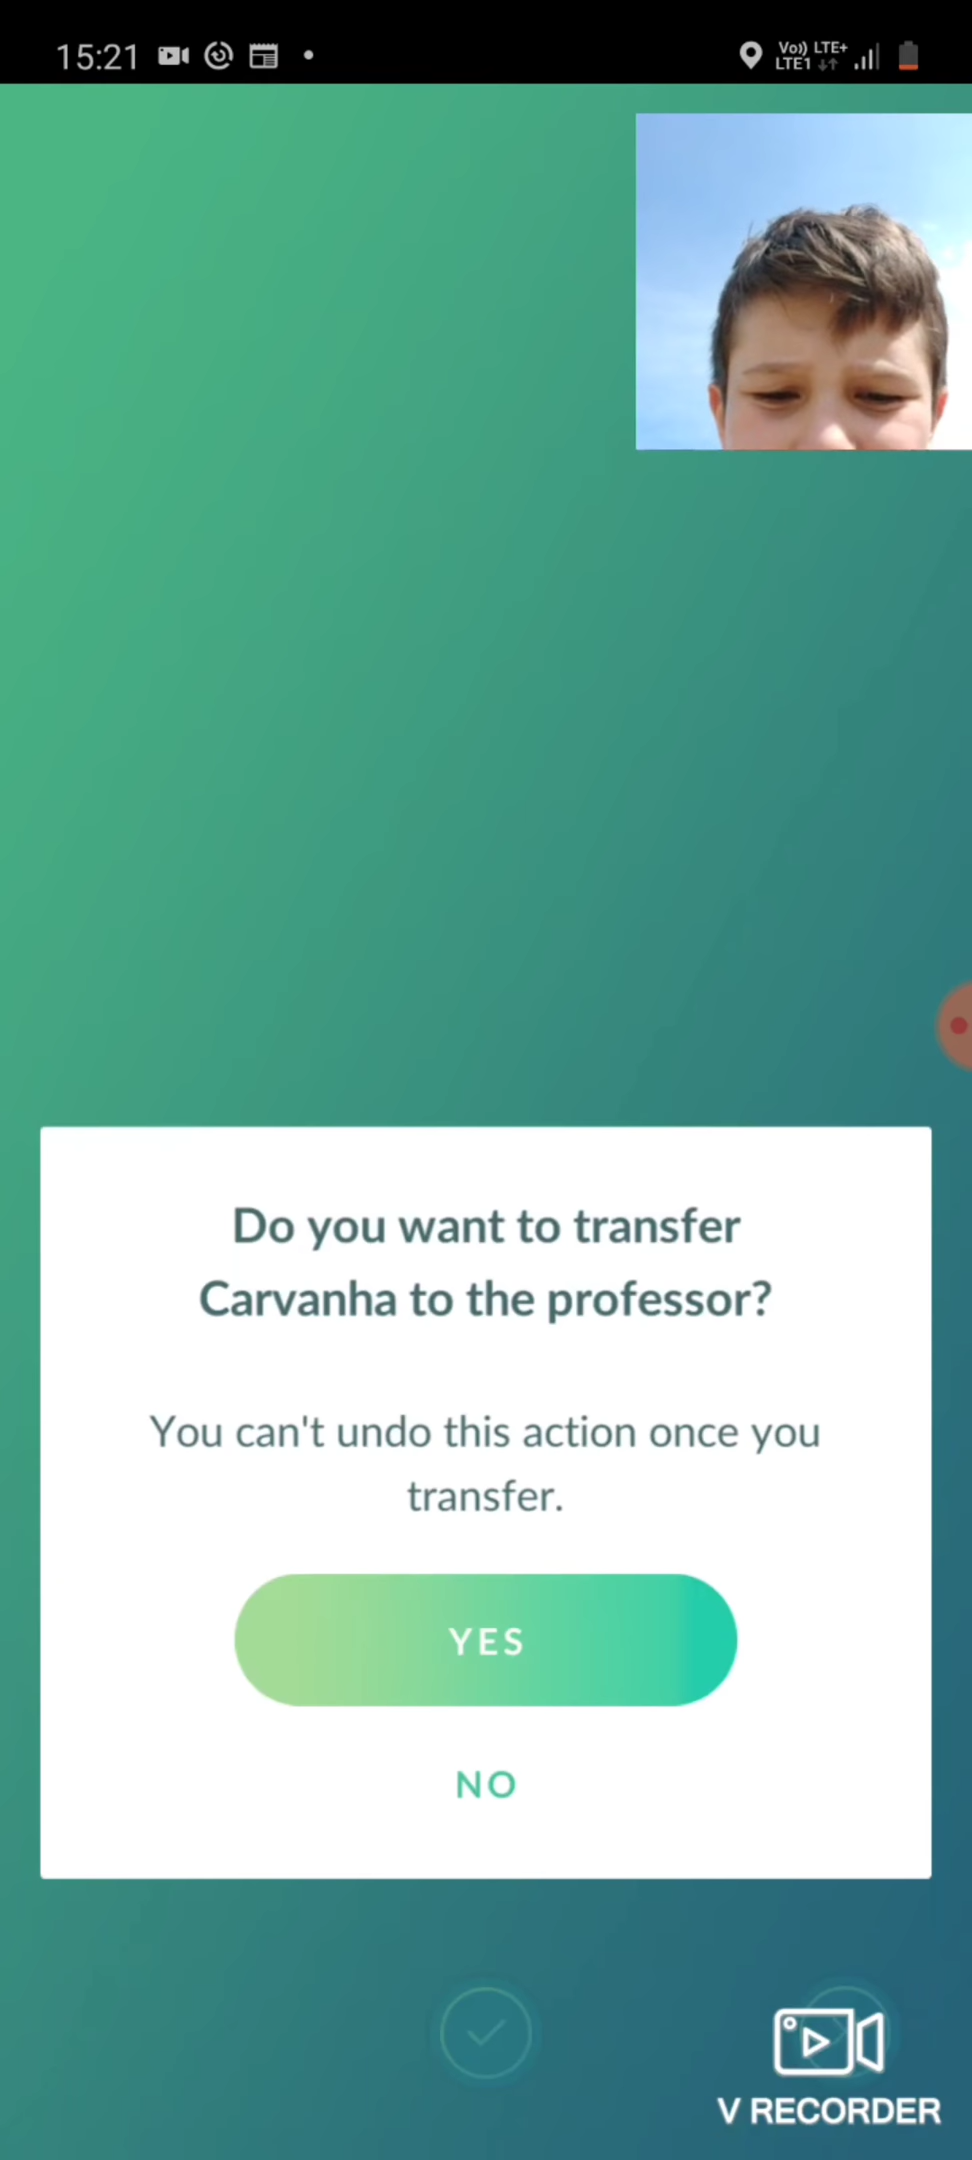 15:21
Vo)) LTE+
LTE1
Do you want to transfer
Carvanha to the professor?
You can't undo this action once you
transfer.
YES
NO
V RECORDER